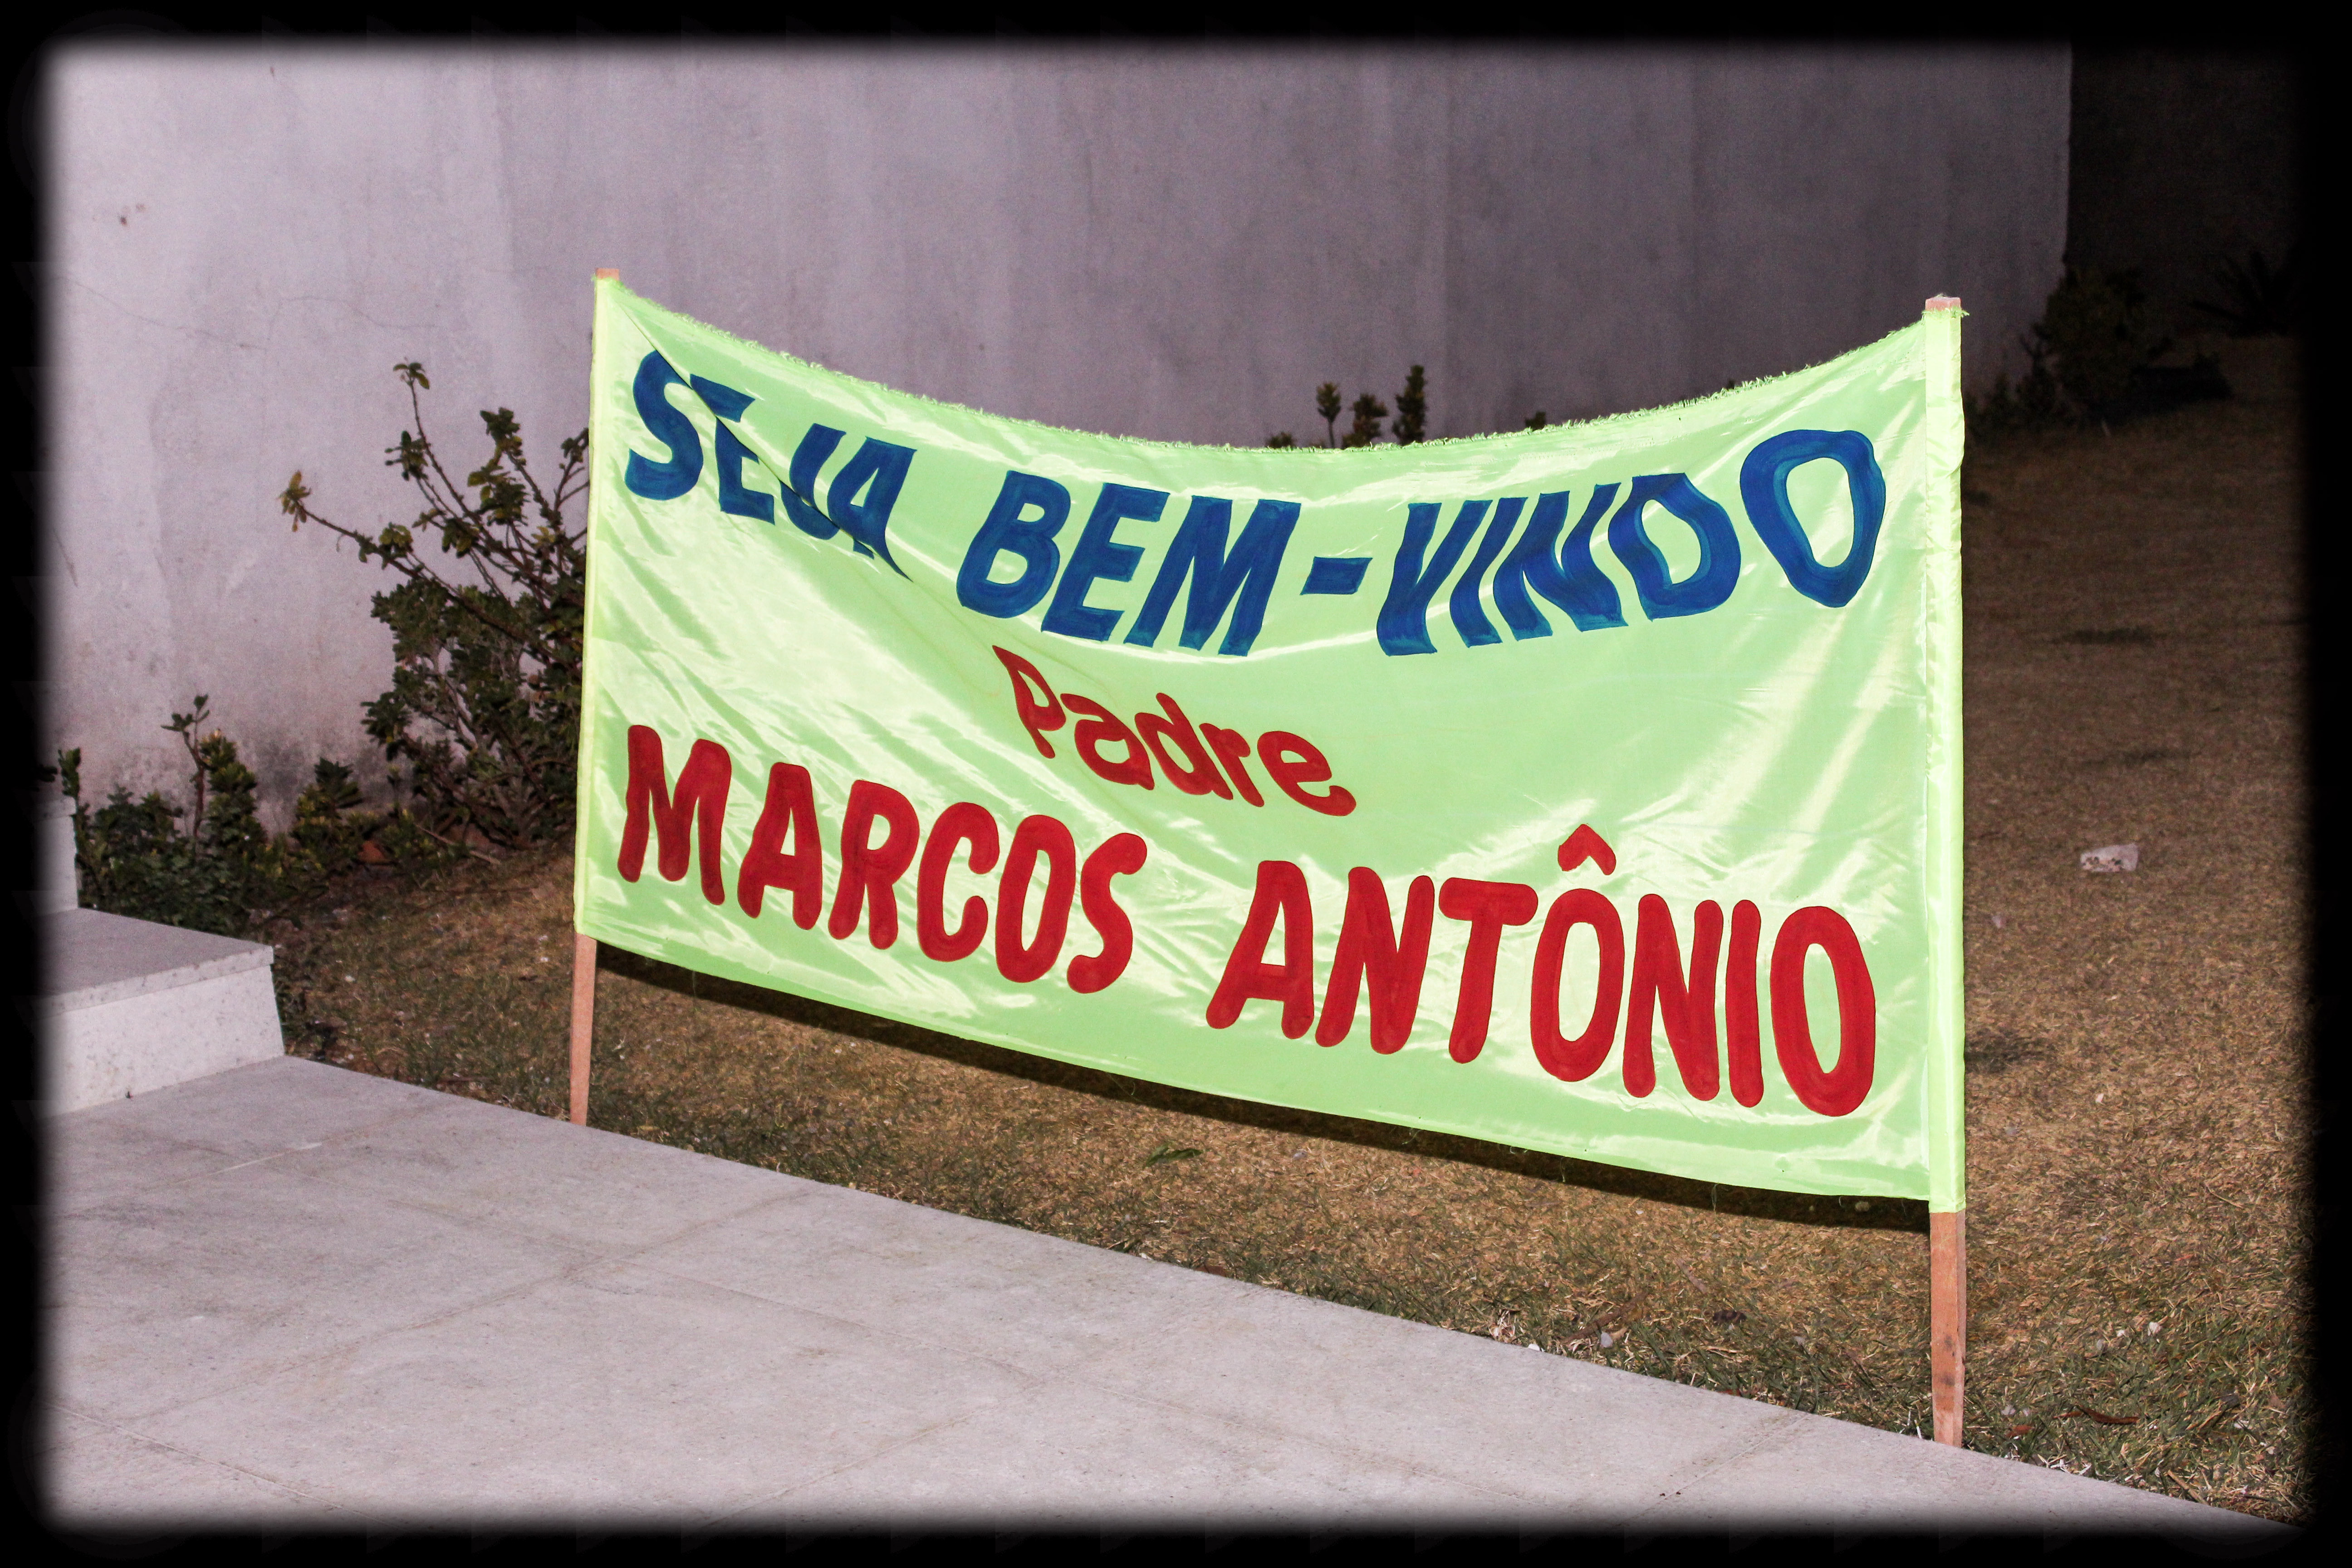 SEJA BEM-VINDO
Padre
MARCOS ANTÔNIO